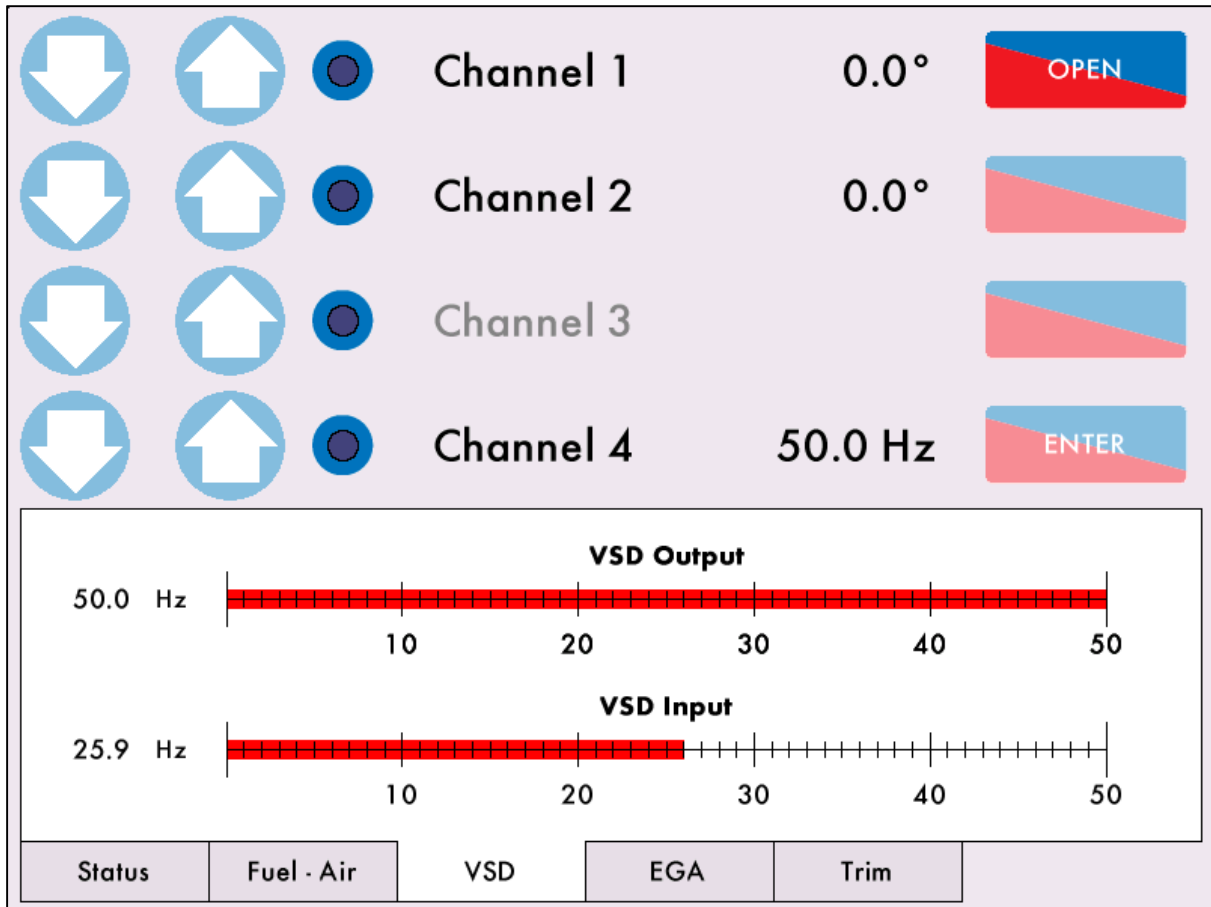 Channel 1 0.0° OPEN
Channel 2 0.0°
Channel 3
Channel 4 50.0 Hz ENTER
VSD Output
50.0 Hz
10 20 30 40 50
VSD Input
25.9 Hz
10 20 30 40 50
Status Fuel - Air VSD EGA Trim